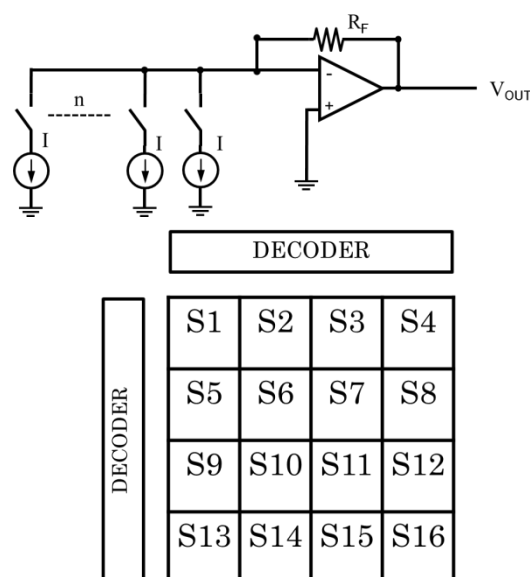 R_F
-
+
V_OUT
n
I
I
I
DECODER
DECODER
S1 S2 S3 S4
S5 S6 S7 S8
S9 S10 S11 S12
S13 S14 S15 S16